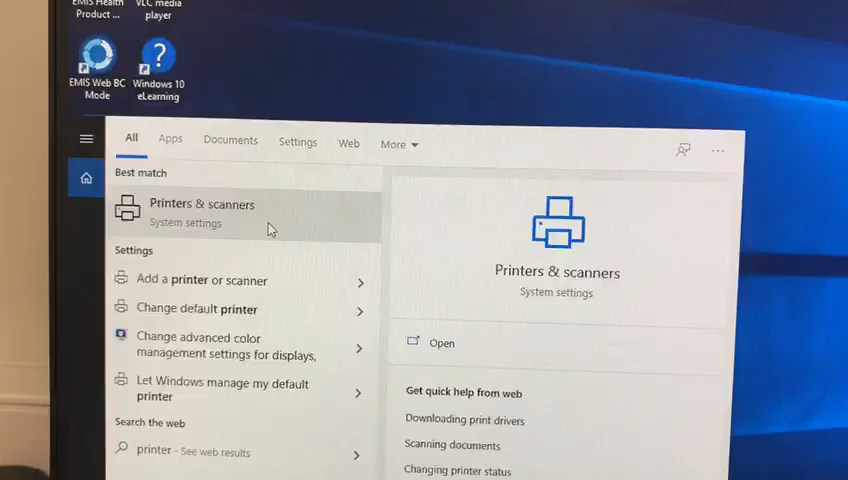 EMIS Health
Product ...
VLC media
player
EMIS Web BC
Mode
Windows 10
eLearning
All Apps Documents Settings Web More
Best match
Printers & scanners
System settings
Settings
Add a printer or scanner
Change default printer
Change advanced color
management settings for displays,
Let Windows manage my default
printer
Search the web
printer - See web results
Printers & scanners
System settings
Open
Get quick help from web
Downloading print drivers
Scanning documents
Changing printer status